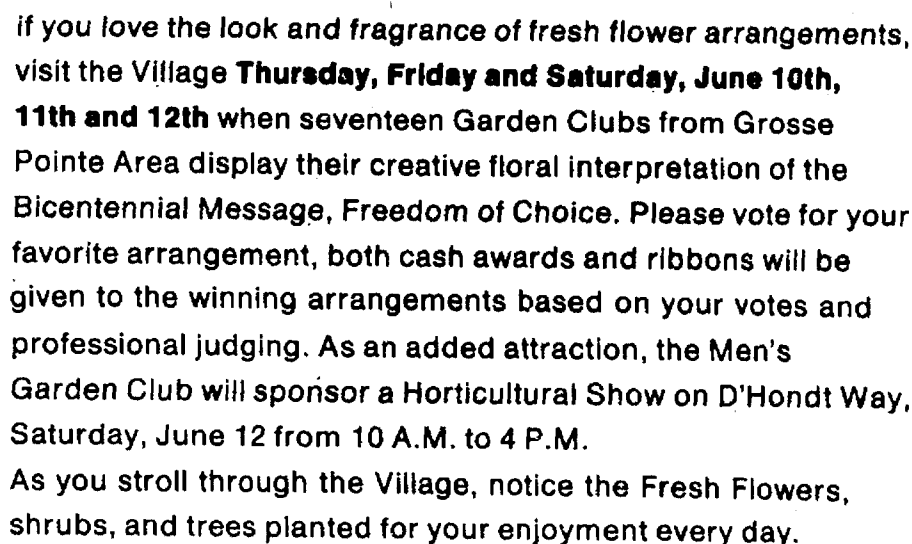 if you love the look and fragrance of fresh flower arrangements,
visit the Village Thursday, Friday and Saturday, June 10th,
11th and 12th when seventeen Garden Clubs from Grosse
Pointe Area display their creative floral interpretation of the
Bicentennial Message, Freedom of Choice. Please vote for your
favorite arrangement, both cash awards and ribbons will be
given to the winning arrangements based on your votes and
professional judging. As an added attraction, the Men's
Garden Club will sponsor a Horticultural Show on D'Hondt Way,
Saturday, June 12 from 10 A.M. to 4 P.M.
As you stroll through the Village, notice the Fresh Flowers,
shrubs, and trees planted for your enjoyment every day.